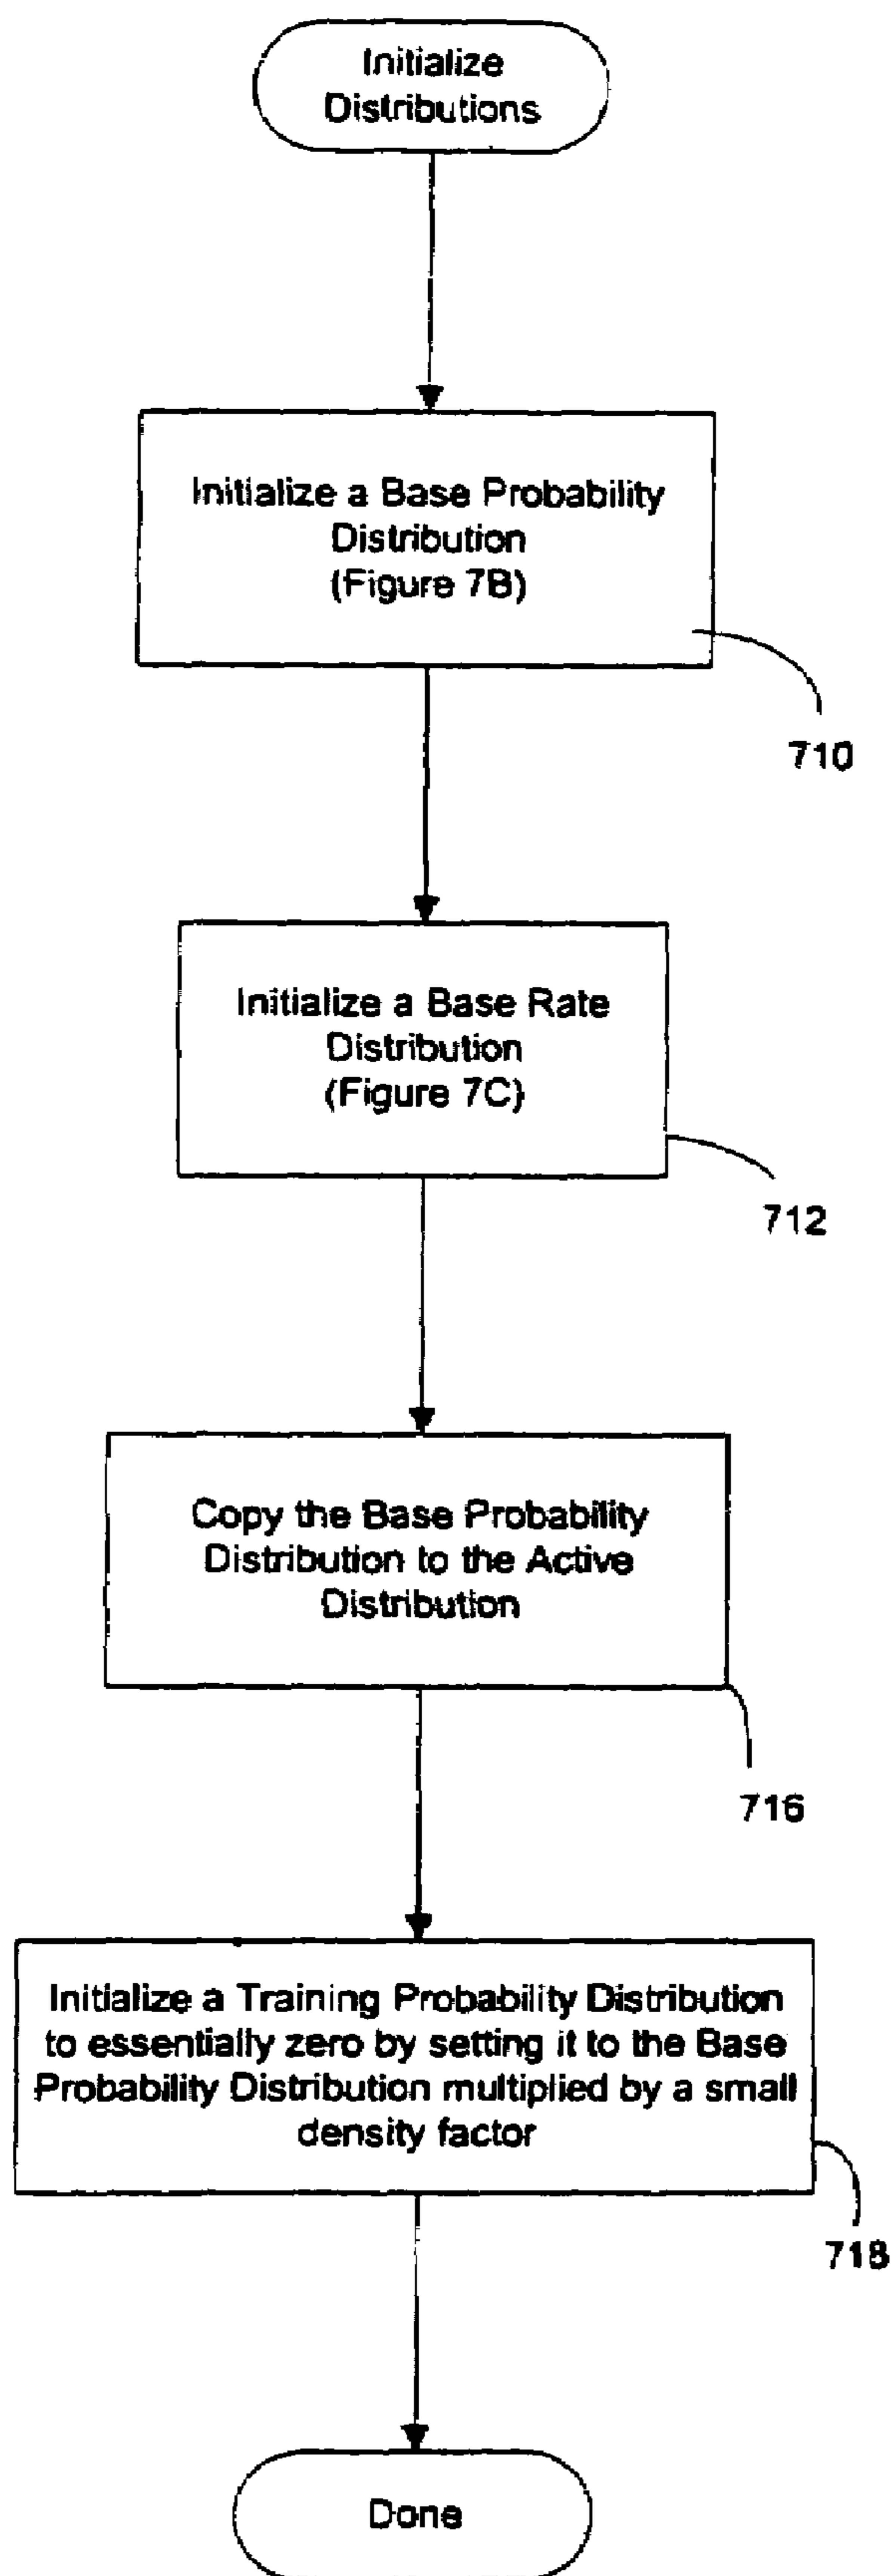 Initialize
Distributions
Initialize a Base Probability
Distribution
(Figure 7B)
710
Initialize a Base Rate
Distribution
(Figure 7C)
712
Copy the Base Probability
Distribution to the Active
Distribution
716
Initialize a Training Probability Distribution
to essentially zero by setting it to the Base
Probability Distribution multiplied by a small
density factor
718
Done